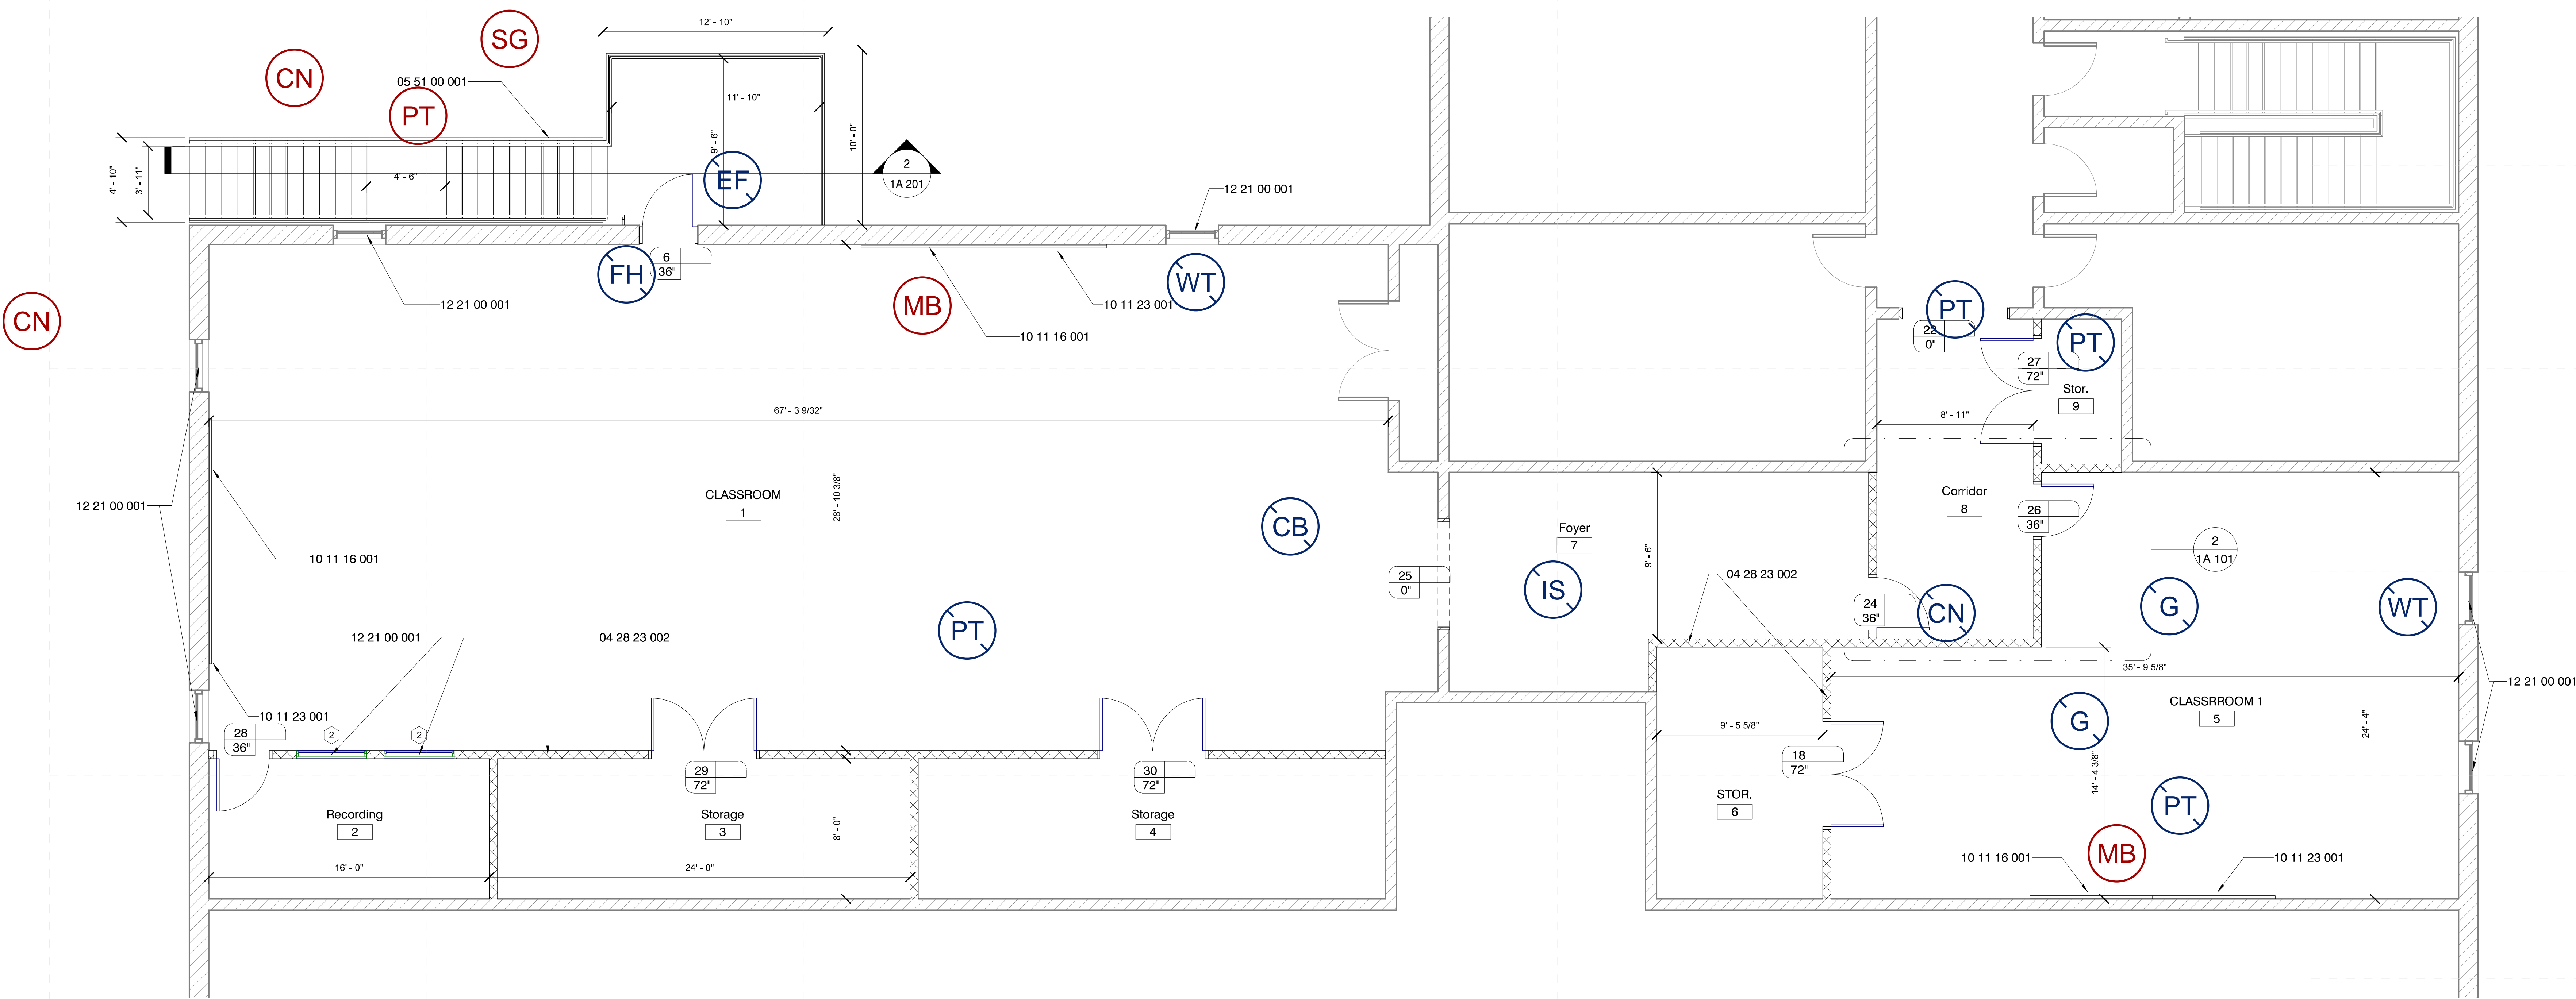 12' - 10"
SG
CN
05 51 00 001
PT
11' - 10"
9' - 6"
10' - 0"
4' - 10"
3' - 11"
4' - 6"
EF
2
1A 201
12 21 00 001
FH
6
36"
WT
12 21 00 001
MB
10 11 23 001
10 11 16 001
CN
PT
22
0"
PT
27
72"
Stor.
9
67' - 3 9/32"
8' - 11"
28' - 10 3/8"
CLASSROOM
1
12 21 00 001
10 11 16 001
CB
Foyer
7
Corridor
8
26
36"
2
1A 101
9' - 6"
04 28 23 002
25
0"
IS
24
36"
CN
G
WT
PT
12 21 00 001
04 28 23 002
35' - 9 5/8"
12 21 00 001
10 11 23 001
28
36"
2
2
CLASSRROOM 1
5
G
9' - 5 5/8"
24' - 4"
18
72"
14' - 4 3/8"
29
72"
30
72"
STOR.
6
PT
Recording
2
Storage
3
8' - 0"
Storage
4
MB
10 11 16 001
10 11 23 001
16' - 0"
24' - 0"